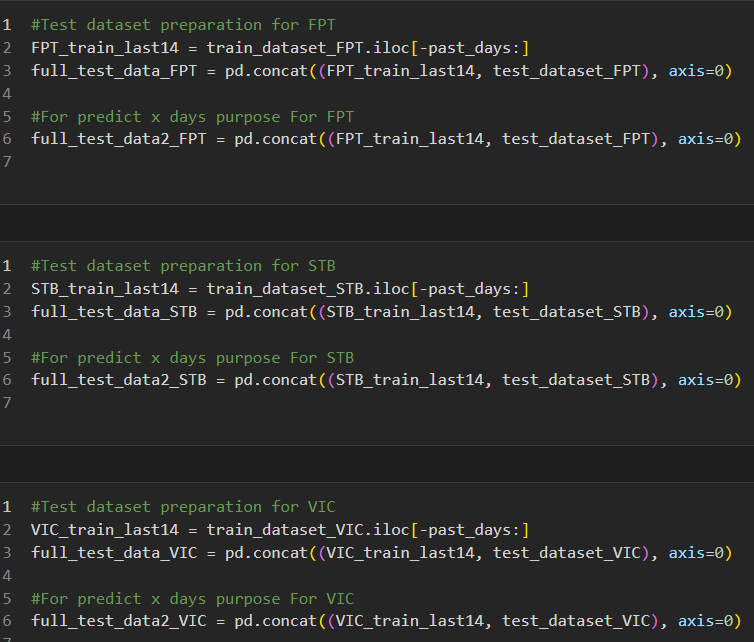 1 #Test dataset preparation for FPT
2 FPT_train_last14 = train_dataset_FPT.iloc[-past_days:]
3 full_test_data_FPT = pd.concat((FPT_train_last14, test_dataset_FPT), axis=0)
4
5 #For predict x days purpose For FPT
6 full_test_data2_FPT = pd.concat((FPT_train_last14, test_dataset_FPT), axis=0)
7
1 #Test dataset preparation for STB
2 STB_train_last14 = train_dataset_STB.iloc[-past_days:]
3 full_test_data_STB = pd.concat((STB_train_last14, test_dataset_STB), axis=0)
4
5 #For predict x days purpose For STB
6 full_test_data2_STB = pd.concat((STB_train_last14, test_dataset_STB), axis=0)
7
1 #Test dataset preparation for VIC
2 VIC_train_last14 = train_dataset_VIC.iloc[-past_days:]
3 full_test_data_VIC = pd.concat((VIC_train_last14, test_dataset_VIC), axis=0)
4
5 #For predict x days purpose For VIC
6 full_test_data2_VIC = pd.concat((VIC_train_last14, test_dataset_VIC), axis=0)